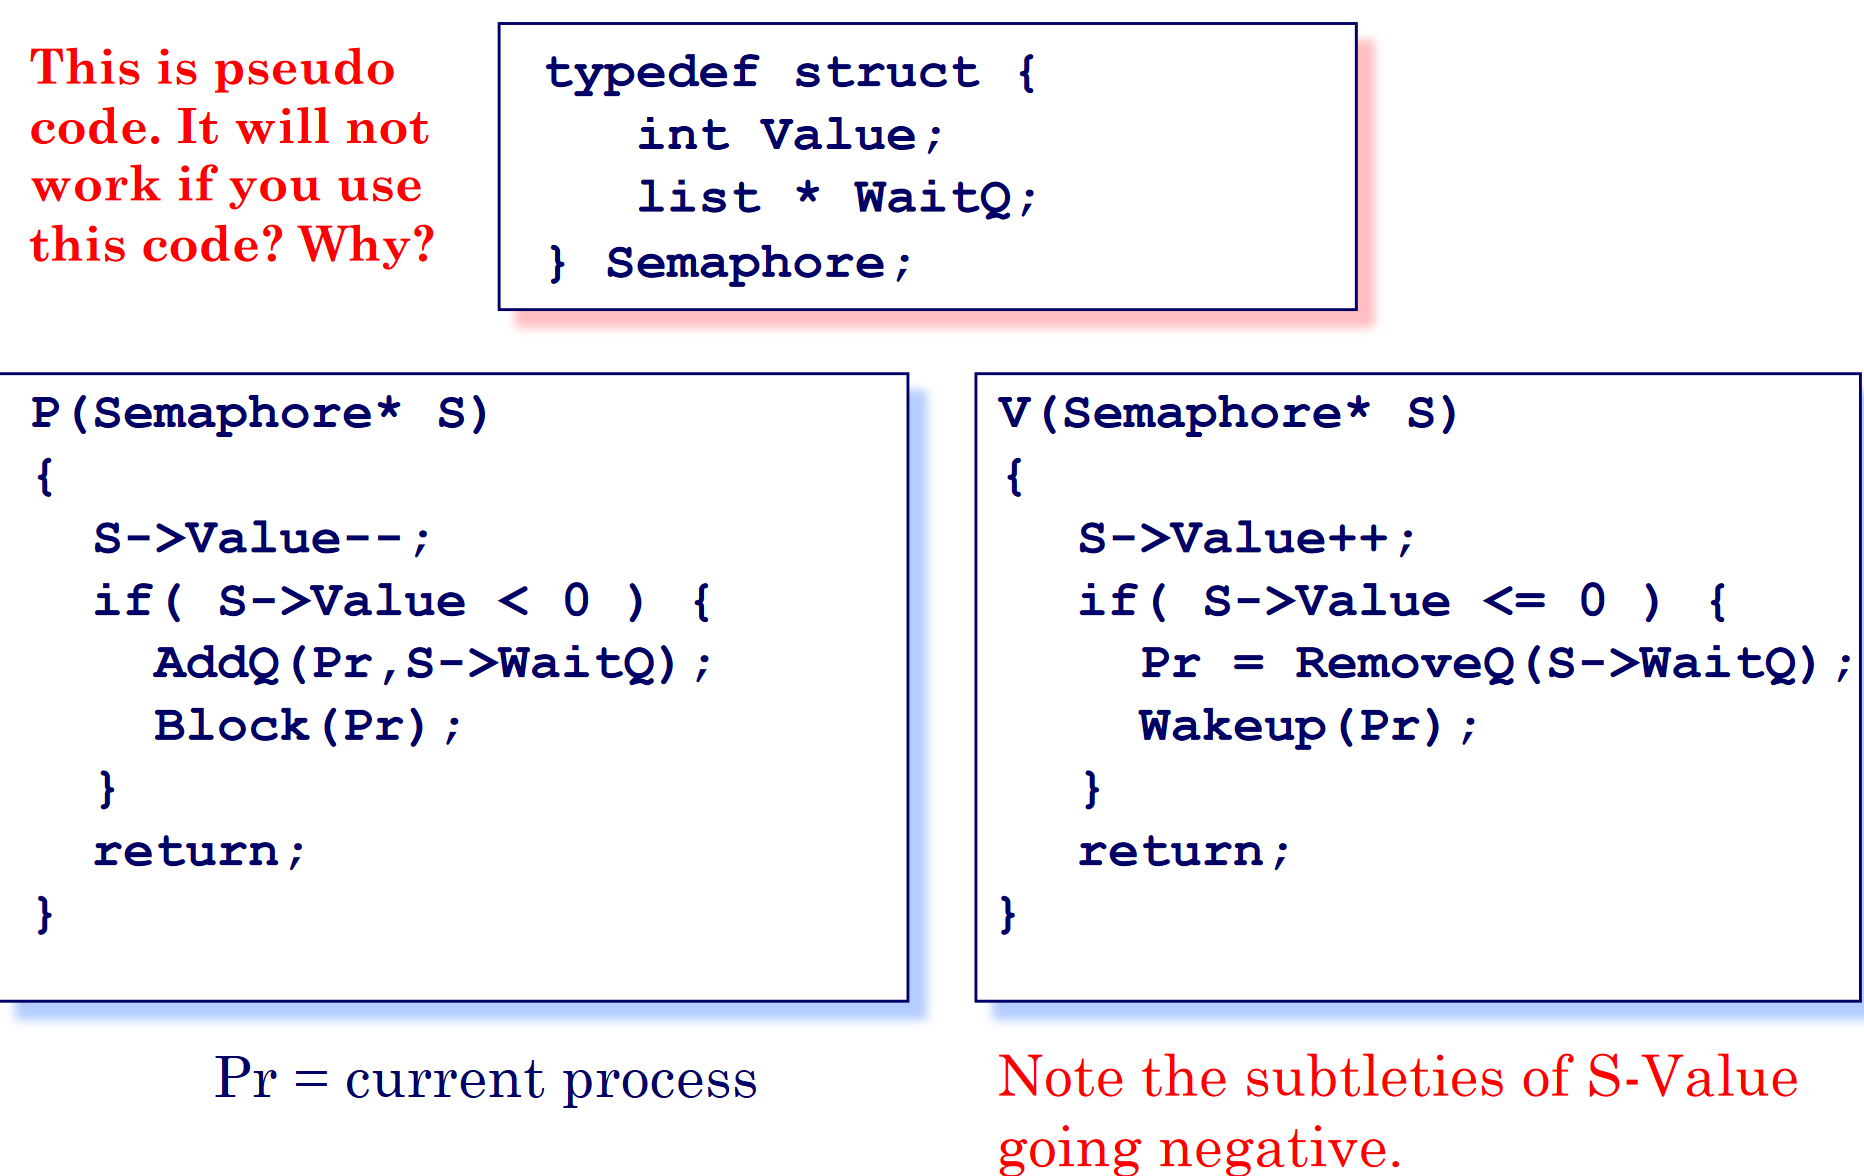 This is pseudo
code. It will not
work if you use
this code? Why?
typedef struct {
int Value;
list * WaitQ;
} Semaphore;
P(Semaphore* S)
{
S->Value--;
if( S->Value < 0 ) {
AddQ(Pr,S->WaitQ);
Block(Pr);
}
return;
}
V(Semaphore* S)
{
S->Value++;
if( S->Value <= 0 ) {
Pr = RemoveQ(S->WaitQ);
Wakeup(Pr);
}
return;
}
Pr = current process
Note the subtleties of S-Value
going negative.